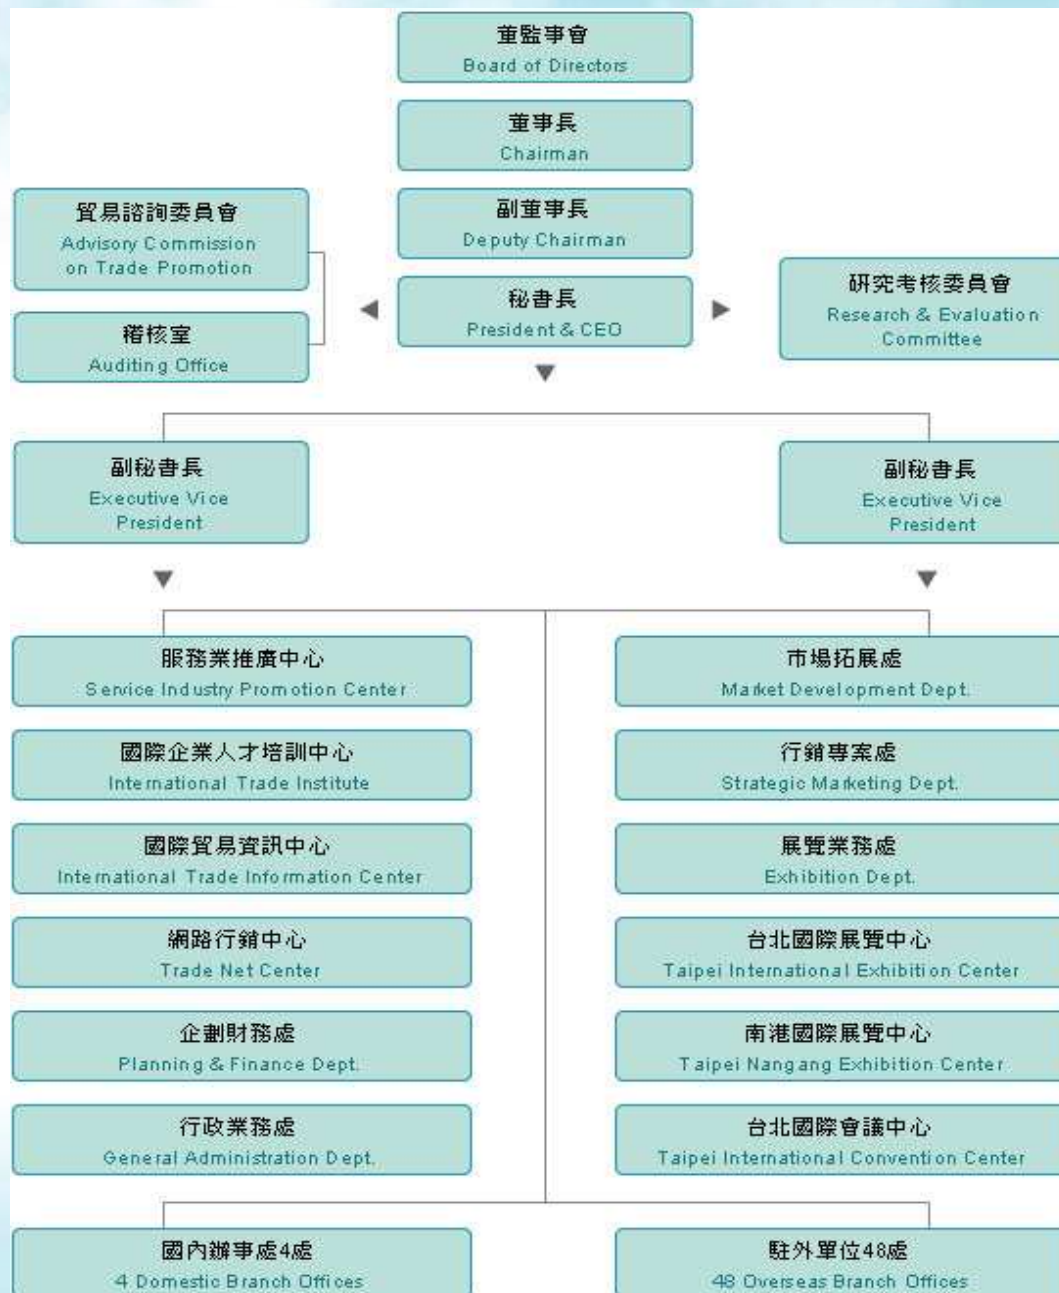 董監事會
Board of Directors
董事長
Chairman
副董事長
Deputy Chairman
秘書長
President & CEO
貿易諮詢委員會
Advisory Commission
on Trade Promotion
稽核室
Auditing Office
研究考核委員會
Research & Evaluation
Committee
副秘書長
Executive Vice
President
副秘書長
Executive Vice
President
服務業推廣中心
Service Industry Promotion Center
國際企業人才培訓中心
International Trade Institute
國際貿易資訊中心
International Trade Information Center
網路行銷中心
Trade Net Center
企劃財務處
Planning & Finance Dept.
行政業務處
General Administration Dept.
市場拓展處
Market Development Dept.
行銷專案處
Strategic Marketing Dept.
展覽業務處
Exhibition Dept.
台北國際展覽中心
Taipei International Exhibition Center
南港國際展覽中心
Taipei Nangang Exhibition Center
台北國際會議中心
Taipei International Convention Center
國內辦事處4處
4 Domestic Branch Offices
駐外單位48處
48 Overseas Branch Offices